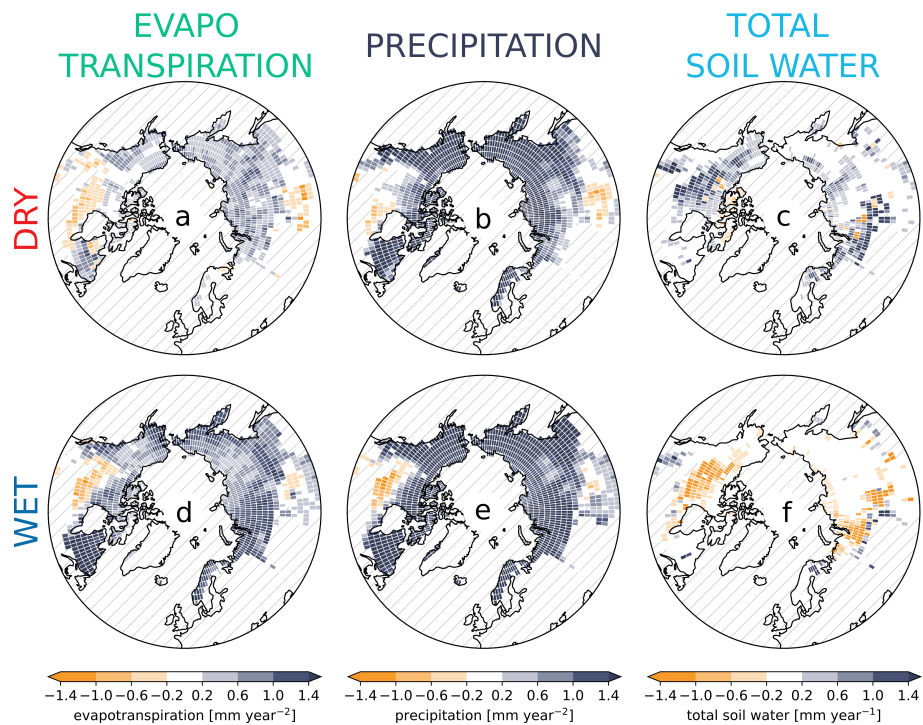 EVAPO
TRANSPIRATION
PRECIPITATION
TOTAL
SOIL WATER
DRY
a
b
c
WET
d
e
f
−1.4 −1.0 −0.6 −0.2 0.2 0.6 1.0 1.4
evapotranspiration [mm year⁻²]
−1.4 −1.0 −0.6 −0.2 0.2 0.6 1.0 1.4
precipitation [mm year⁻²]
−1.4 −1.0 −0.6 −0.2 0.2 0.6 1.0 1.4
total soil water [mm year⁻¹]